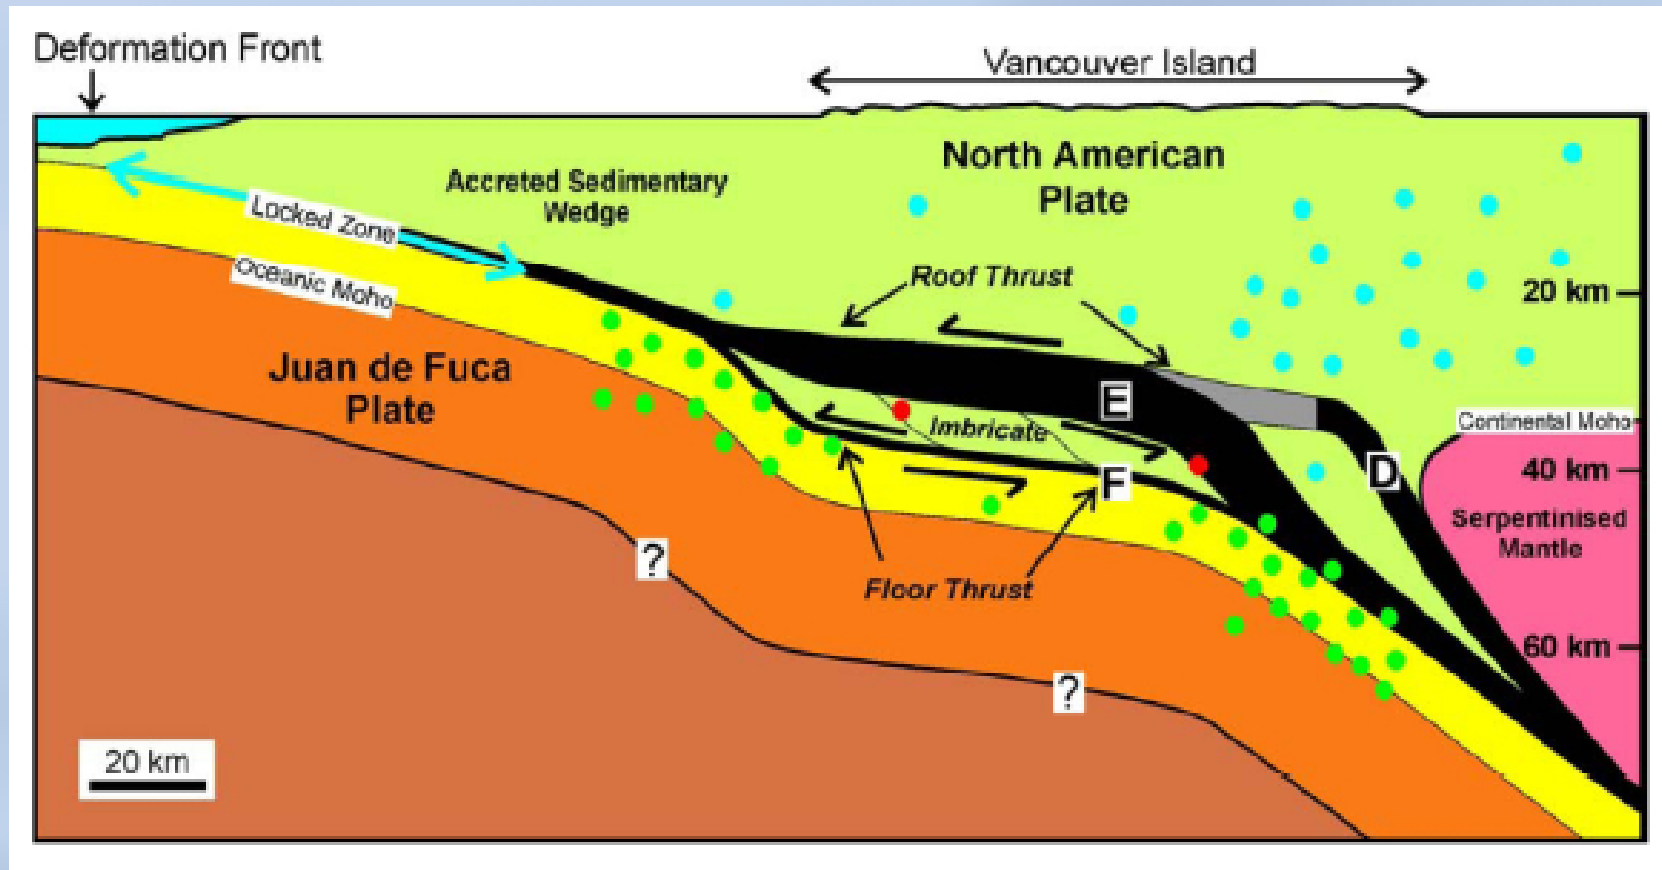 Deformation Front
Vancouver Island
North American
Plate
Accreted Sedimentary
Wedge
Locked Zone
Oceanic Moho
Roof Thrust
20 km
Juan de Fuca
Plate
E
Imbricate
Continental Moho
D
40 km
F
Serpentinised
Mantle
?
Floor Thrust
60 km
?
20 km